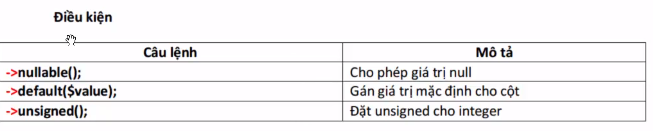 Điều kiện
Câu lệnh Mô tả
->nullable(); Cho phép giá trị null
->default($value); Gán giá trị mặc định cho cột
->unsigned(); Đặt unsigned cho integer